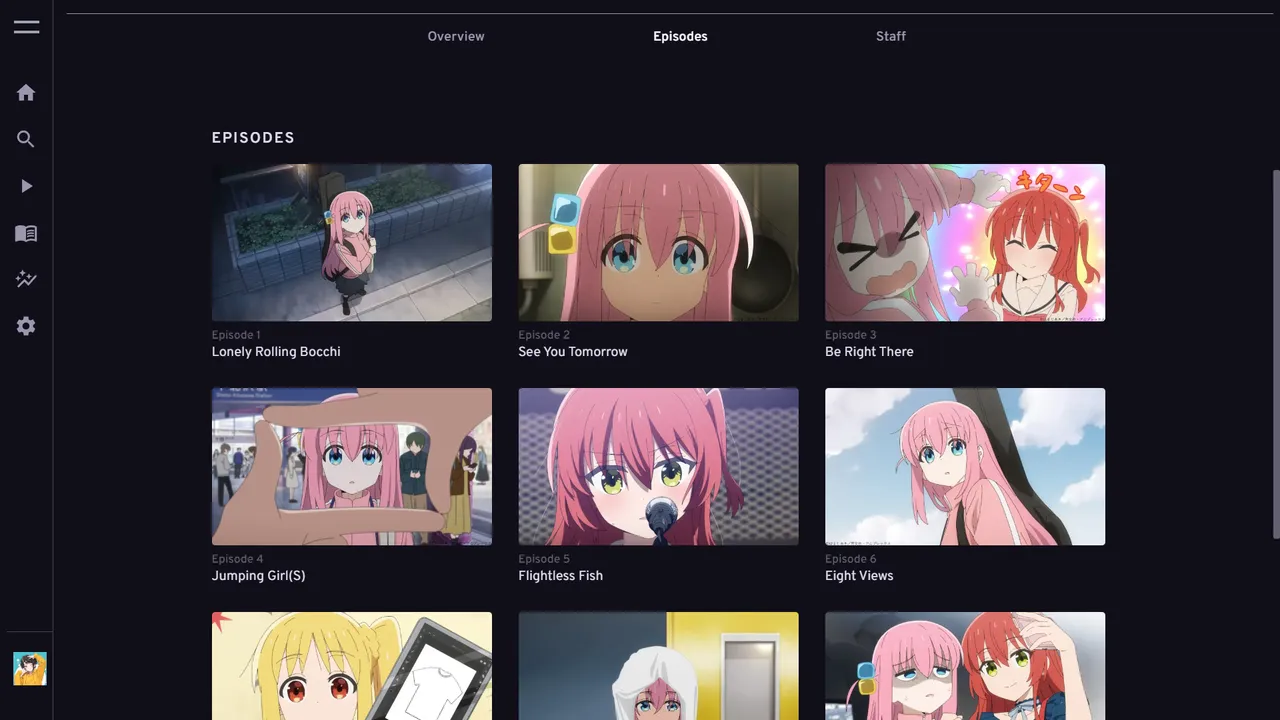 Overview
Episodes
Staff
EPISODES
キターン
Episode 1
Lonely Rolling Bocchi
Episode 2
See You Tomorrow
Episode 3
Be Right There
Episode 4
Jumping Girl(S)
Episode 5
Flightless Fish
Episode 6
Eight Views